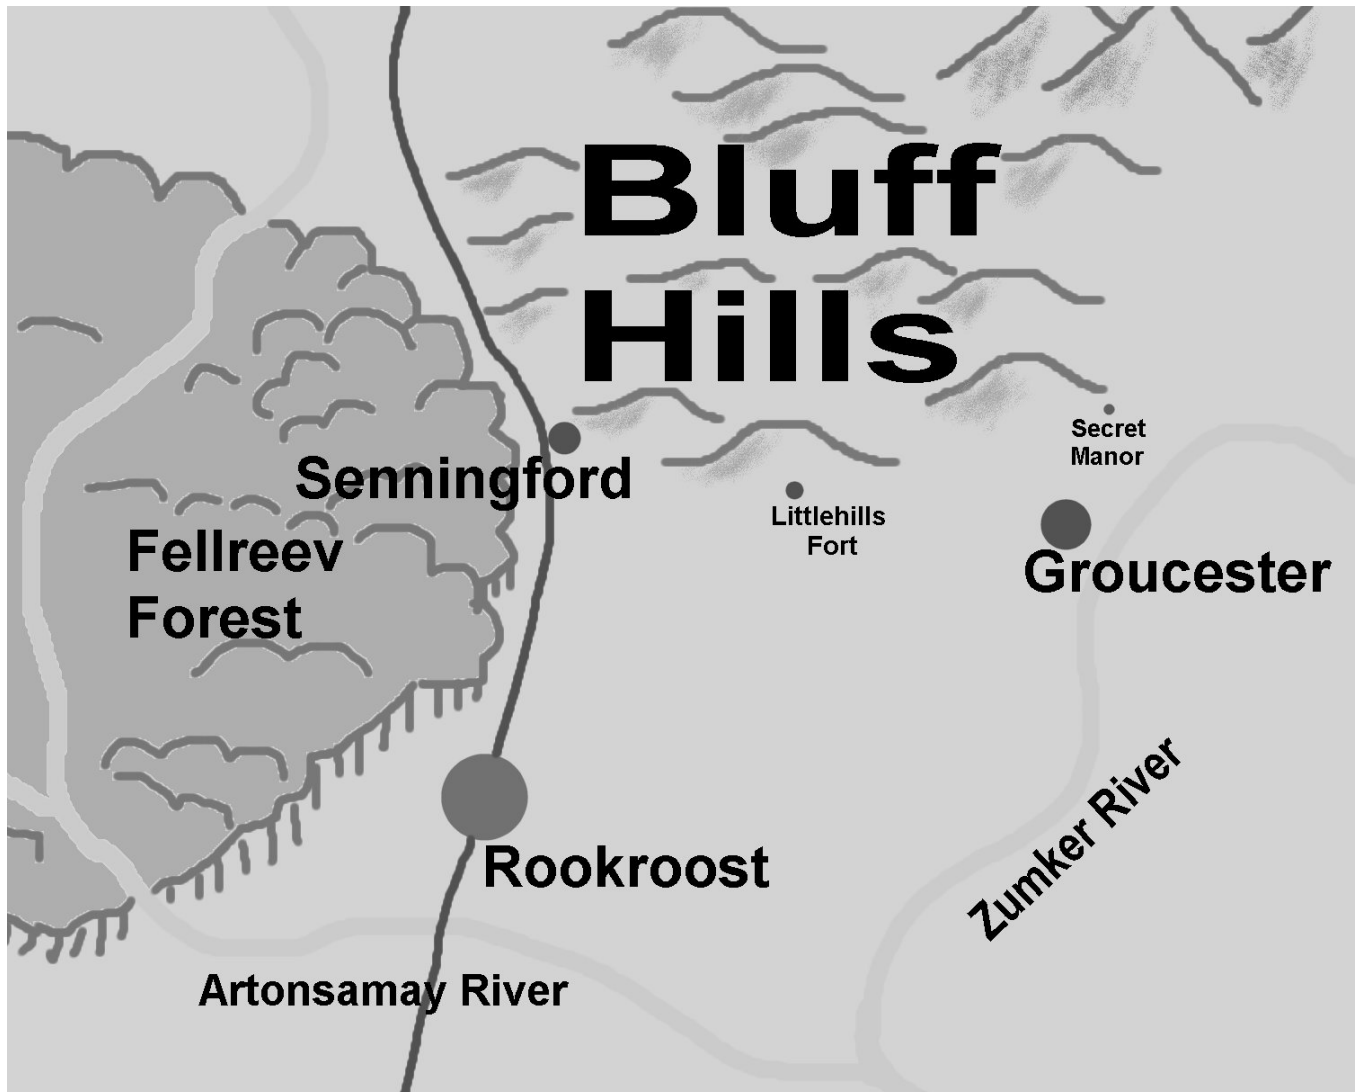 Bluff
Hills
Secret
Manor
Senningford
Littlehills
Fort
Fellreev
Forest
Groucester
Rookroost
Zumker River
Artonsamay River